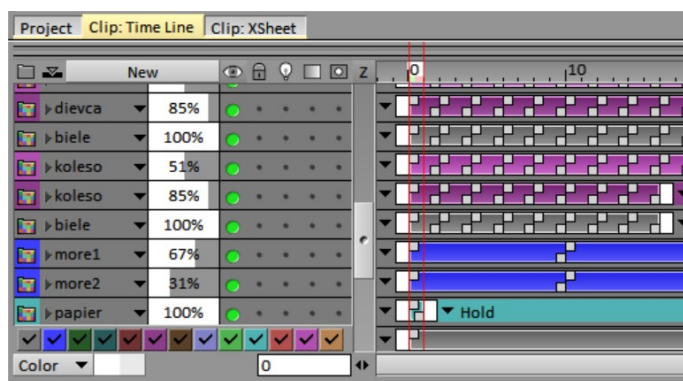 Project Clip: Time Line Clip: XSheet
New Z 0 10
dievca 85%
biele 100%
koleso 51%
koleso 85%
biele 100%
more1 67%
more2 31%
papier 100% Hold
Color 0